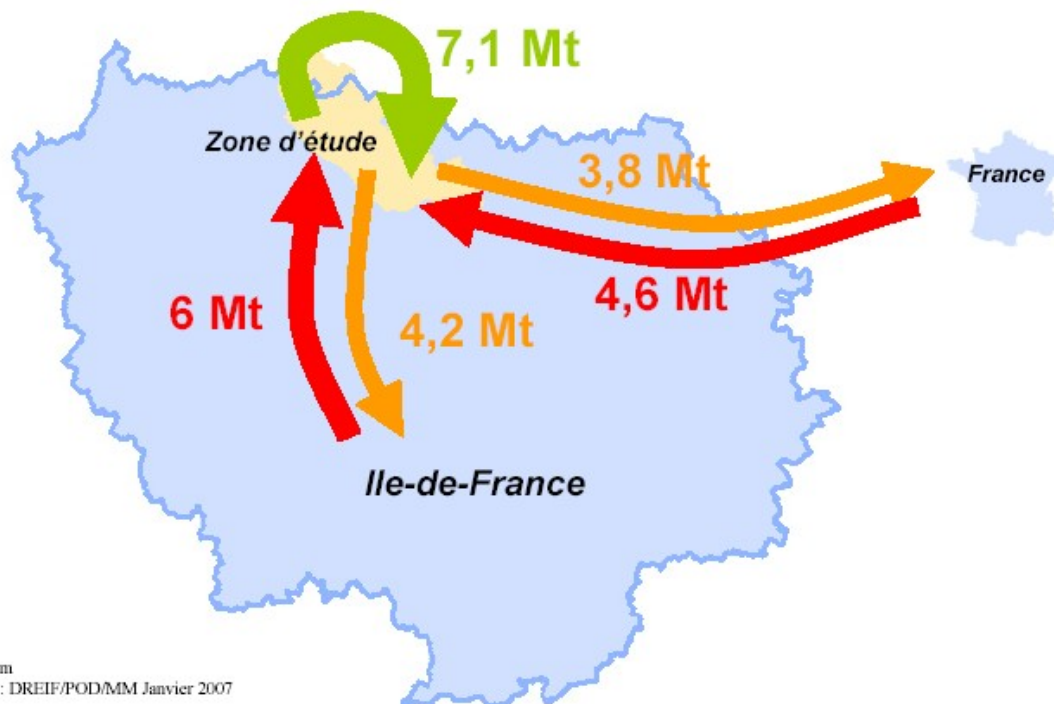 7,1 Mt
Zone d'étude
3,8 Mt
France
4,6 Mt
6 Mt
4,2 Mt
Ile-de-France
m
: DREIF/POD/MM Janvier 2007